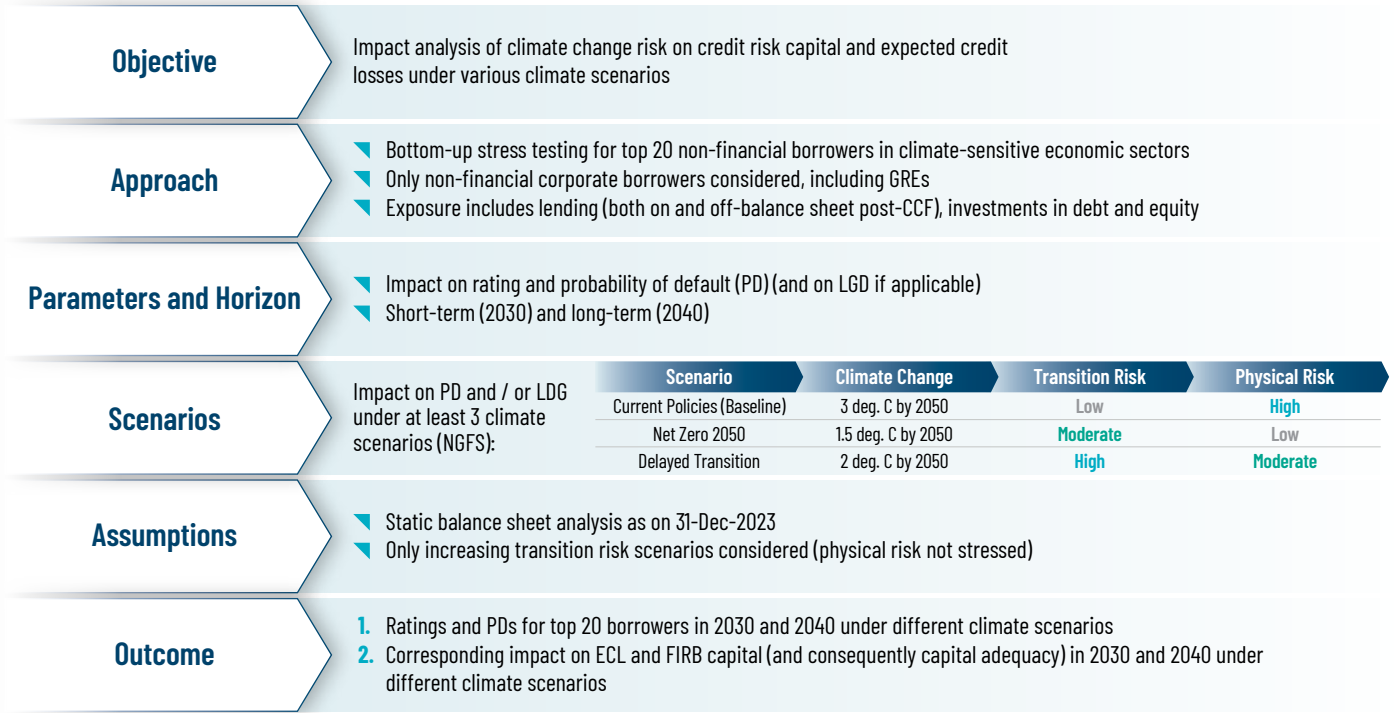 Objective
Impact analysis of climate change risk on credit risk capital and expected credit
losses under various climate scenarios
Approach
Bottom-up stress testing for top 20 non-financial borrowers in climate-sensitive economic sectors
Only non-financial corporate borrowers considered, including GREs
Exposure includes lending (both on and off-balance sheet post-CCF), investments in debt and equity
Parameters and Horizon
Impact on rating and probability of default (PD) (and on LGD if applicable)
Short-term (2030) and long-term (2040)
Scenarios
Impact on PD and / or LDG
under at least 3 climate
scenarios (NGFS):
Scenario Climate Change Transition Risk Physical Risk
Current Policies (Baseline) 3 deg. C by 2050 Low High
Net Zero 2050 1.5 deg. C by 2050 Moderate Low
Delayed Transition 2 deg. C by 2050 High Moderate
Assumptions
Static balance sheet analysis as on 31-Dec-2023
Only increasing transition risk scenarios considered (physical risk not stressed)
Outcome
1. Ratings and PDs for top 20 borrowers in 2030 and 2040 under different climate scenarios
2. Corresponding impact on ECL and FIRB capital (and consequently capital adequacy) in 2030 and 2040 under
different climate scenarios